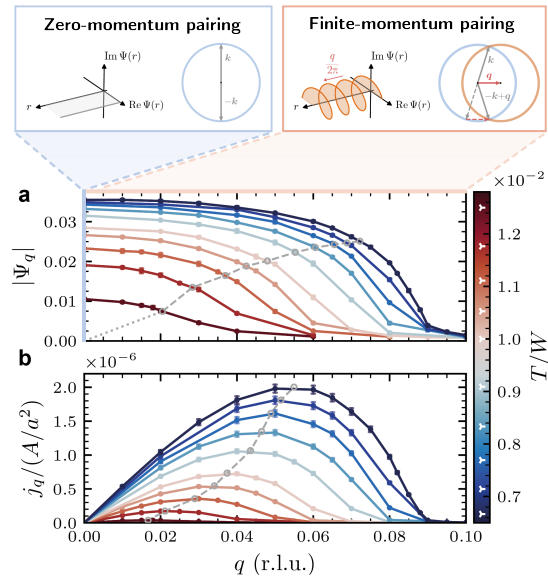 Zero-momentum pairing
Finite-momentum pairing
Im Ψ(r)
r
Re Ψ(r)
k
−k
q
2π
Im Ψ(r)
r
Re Ψ(r)
k
q
−k+q
a
|Ψq|
0.03
0.02
0.01
0.00
b
×10⁻⁶
jq/(A/a²)
2.0
1.5
1.0
0.5
0.0
0.00 0.02 0.04 0.06 0.08 0.10
q (r.l.u.)
×10⁻²
1.2
1.1
1.0
0.9
0.8
0.7
T/W